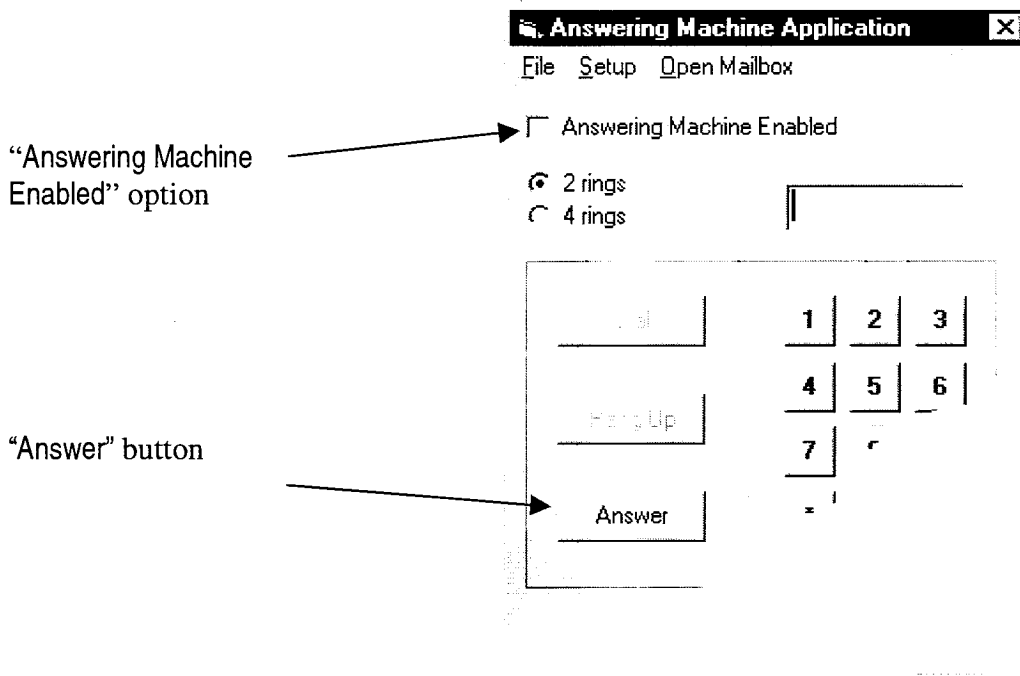 Answering Machine Application
File Setup Open Mailbox
Answering Machine Enabled
"Answering Machine
Enabled" option
2 rings
4 rings
1 2 3
4 5 6
Up
"Answer" button
7
Answer